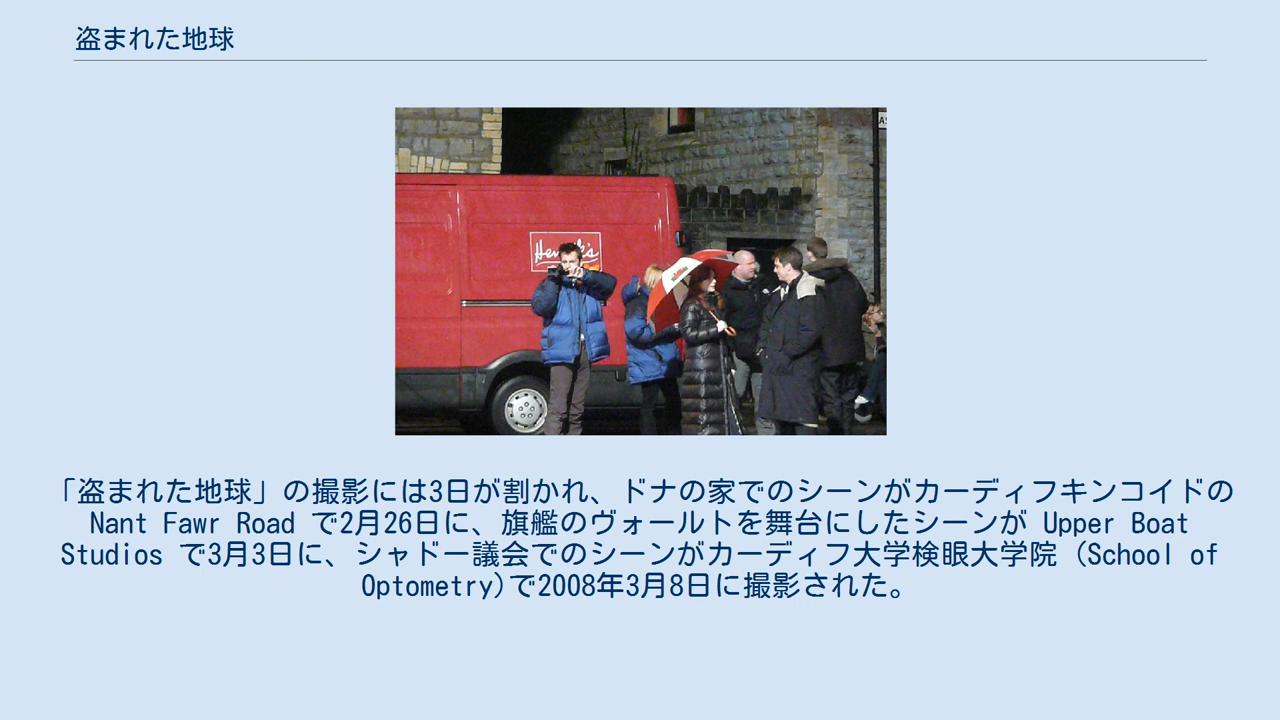 盗まれた地球
「盗まれた地球」の撮影には3日が割かれ、ドナの家でのシーンがカーディフキンコイドの
Nant Fawr Road で2月26日に、旗艦のヴォールトを舞台にしたシーンが Upper Boat
Studios で3月3日に、シャドー議会でのシーンがカーディフ大学検眼大学院 (School of
Optometry)で2008年3月8日に撮影された。